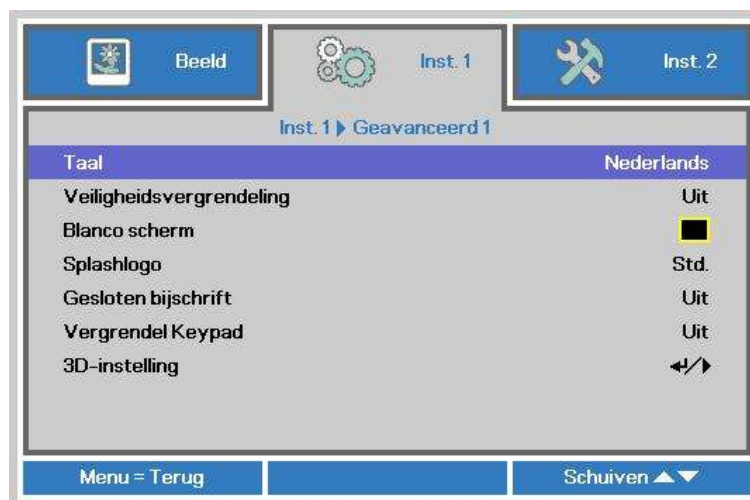 Beeld
Inst. 1
Inst. 2
Inst. 1 Geavanceerd 1
Taal Nederlands
Veiligheidsvergrendeling Uit
Blanco scherm
Splashlogo Std.
Gesloten bijschrift Uit
Vergrendel Keypad Uit
3D-instelling
Menu = Terug
Schuiven